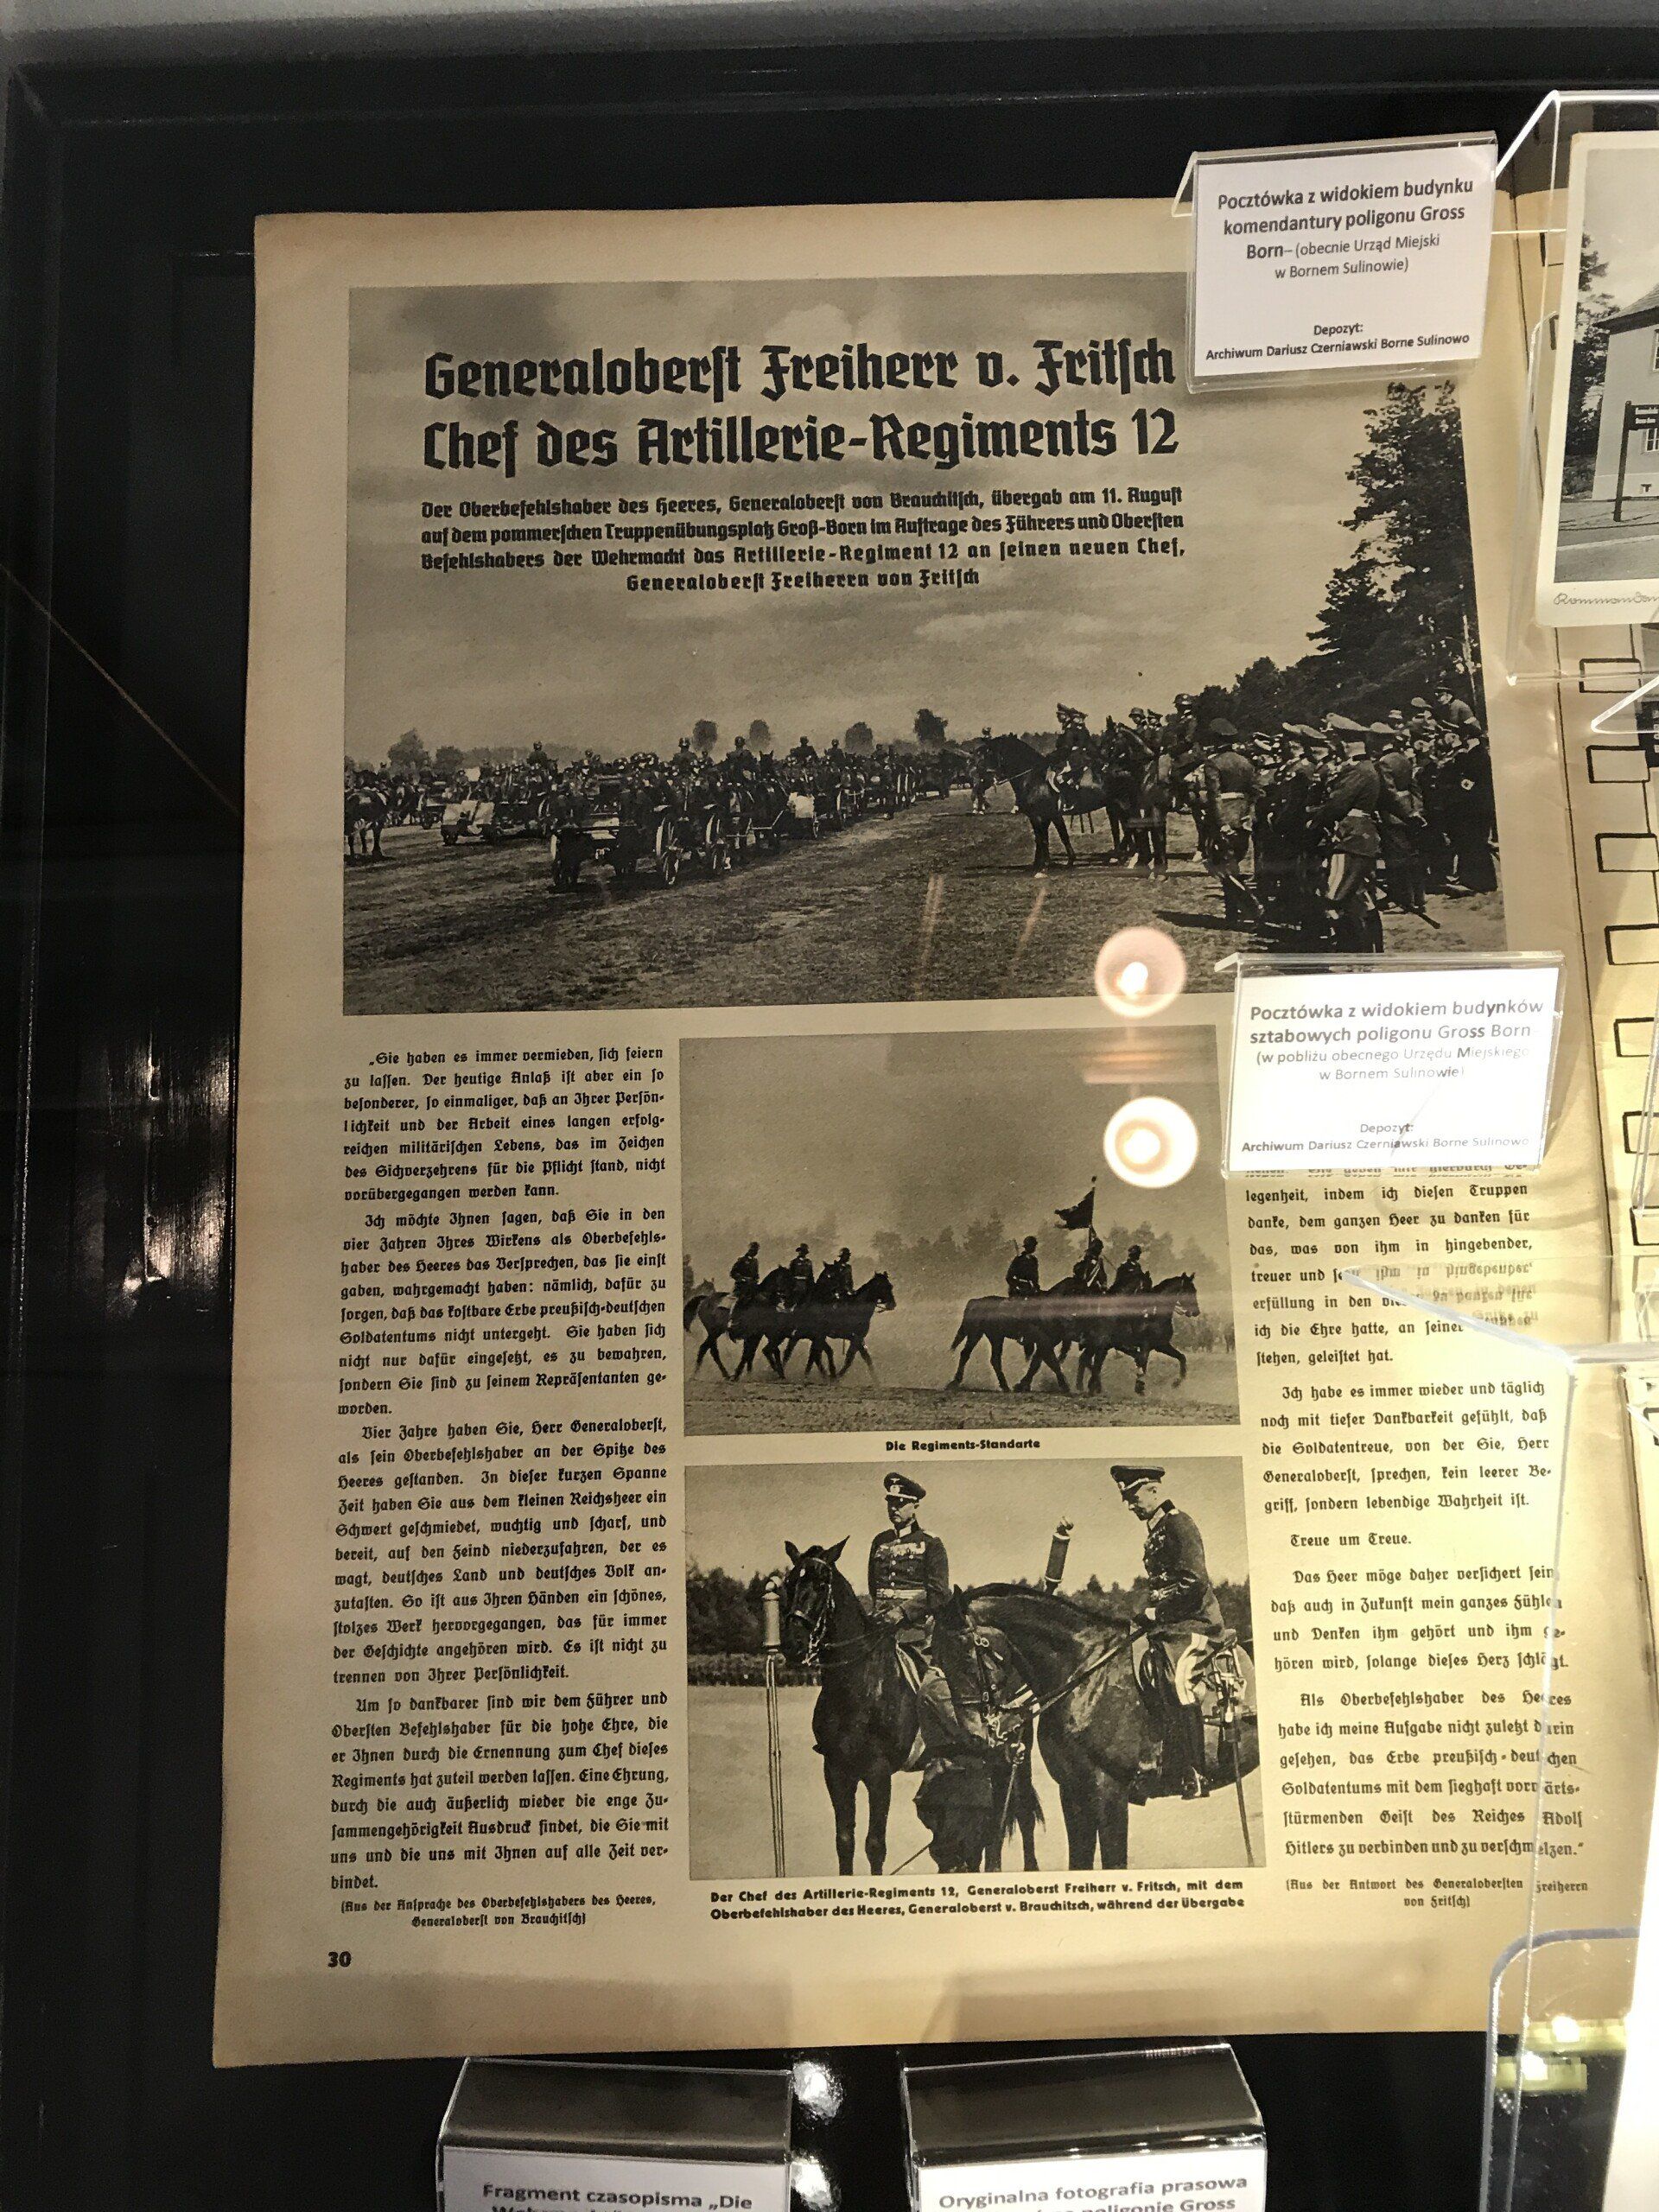 Pocztówka z widokiem budynku
komendantury poligonu Gross
Born– (obecnie Urząd Miejski
w Bornem Sulinowie)
Depozyt:
Archiwum Dariusz Czerniawski Borne Sulinowo
Generaloberſt Freiherr v. Fritſch
Chef des Artillerie-Regiments 12
Der Oberbefehlshaber des Heeres, Generaloberſt von Brauchitſch, übergab am 11. Auguſt
auf dem pommerſchen Truppenübungsplatz Groß-Born im Auftrage des Führers und Oberſten
Befehlshabers der Wehrmacht das Artillerie-Regiment 12 an ſeinen neuen Chef,
Generaloberſt Freiherrn von Fritſch
„Sie haben es immer vermieden, ſich feiern
zu laſſen. Der heutige Anlaß iſt aber ein ſo
beſonderer, ſo einmaliger, daß an Ihrer Perſön-
lichkeit und der Arbeit eines langen erfolg-
reichen militäriſchen Lebens, das im Zeichen
des Sichverzehrens für die Pflicht ſtand, nicht
vorübergegangen werden kann.
Ich möchte Ihnen ſagen, daß Sie in den
vier Jahren Ihres Wirkens als Oberbefehls-
haber des Heeres das Verſprechen, das ſie einſt
gaben, wahrgemacht haben: nämlich, dafür zu
ſorgen, daß das koſtbare Erbe preußiſch-deutſchen
Soldatentums nicht untergeht. Sie haben ſich
nicht nur dafür eingeſetzt, es zu bewahren,
ſondern Sie ſind zu ſeinem Repräſentanten ge-
worden.
Vier Jahre haben Sie, Herr Generaloberſt,
als ſein Oberbefehlshaber an der Spitze des
Heeres geſtanden. In dieſer kurzen Spanne
Zeit haben Sie aus dem kleinen Reichsheer ein
Schwert geſchmiedet, wuchtig und ſcharf, und
bereit, auf den Feind niederzufahren, der es
wagt, deutſches Land und deutſches Volk an-
zutaſten. So iſt aus Ihren Händen ein ſchönes,
ſtolzes Werk hervorgegangen, das für immer
der Geſchichte angehören wird. Es iſt nicht zu
trennen von Ihrer Perſönlichkeit.
Um ſo dankbarer ſind wir dem Führer und
Oberſten Befehlshaber für die hohe Ehre, die
er Ihnen durch die Ernennung zum Chef dieſes
Regiments hat zuteil werden laſſen. Eine Ehrung,
durch die auch äußerlich wieder die enge Zu-
ſammengehörigkeit Ausdruck findet, die Sie mit
uns und die uns mit Ihnen auf alle Zeit ver-
bindet.
(Aus der Anſprache des Oberbefehlshabers des Heeres,
Generaloberſt von Brauchitſch)
30
Die Regiments-Standarte
Der Chef des Artillerie-Regiments 12, Generaloberst Freiherr v. Fritsch, mit dem
Oberbefehlshaber des Heeres, Generaloberst v. Brauchitsch, während der Übergabe
Pocztówka z widokiem budynków
sztabowych poligonu Gross Born
(w pobliżu obecnego Urzędu Miejskiego
w Bornem Sulinowie)
Depozyt:
Archiwum Dariusz Czerniawski Borne Sulinowo
legenheit, indem ich dieſen Truppen
danke, dem ganzen Heer zu danken für
das, was von ihm in hingebender,
treuer und
erfüllung in den
ich die Ehre hatte, an ſeiner
ſtehen, geleiſtet hat.
Ich habe es immer wieder und täglich
noch mit tiefer Dankbarkeit gefühlt, daß
die Soldatentreue, von der Sie, Herr
Generaloberſt, ſprechen, kein leerer Be-
griff, ſondern lebendige Wahrheit iſt.
Treue um Treue.
Das Heer möge daher verſichert ſein
daß auch in Zukunft mein ganzes Fühlen
und Denken ihm gehört und ihm ge-
hören wird, ſolange dieſes Herz ſchlägt.
Als Oberbefehlshaber des Heeres
habe ich meine Aufgabe nicht zuletzt darin
geſehen, das Erbe preußiſch-deutſchen
Soldatentums mit dem ſieghaft vorwärts-
ſtürmenden Geiſt des Reiches Adolf
Hitlers zu verbinden und zu verſchmelzen.“
(Aus der Antwort des Generaloberſten Freiherrn
von Fritſch)
Fragment czasopisma „Die
Oryginalna fotografia prasowa
poligonie Gross